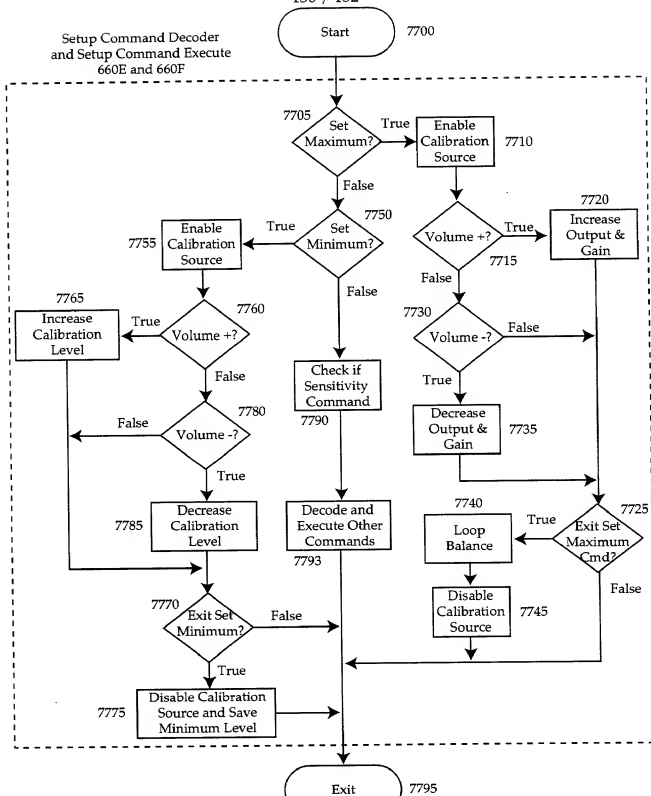 Start
7700
Setup Command Decoder
and Setup Command Execute
660E and 660F
7705
Set
Maximum?
True
Enable
Calibration
Source
7710
False
7750
Set
Minimum?
True
Enable
Calibration
Source
7755
False
7720
Increase
Output &
Gain
Volume +?
True
7715
False
7765
Increase
Calibration
Level
7760
Volume +?
True
False
7730
Volume -?
False
True
Check if
Sensitivity
Command
7790
7780
Volume -?
False
True
Decrease
Output &
Gain
7735
7785
Decrease
Calibration
Level
Decode and
Execute Other
Commands
7793
7740
Loop
Balance
True
7725
Exit Set
Maximum
Cmd?
False
Disable
Calibration
Source
7745
7770
Exit Set
Minimum?
False
True
7775
Disable Calibration
Source and Save
Minimum Level
Exit
7795